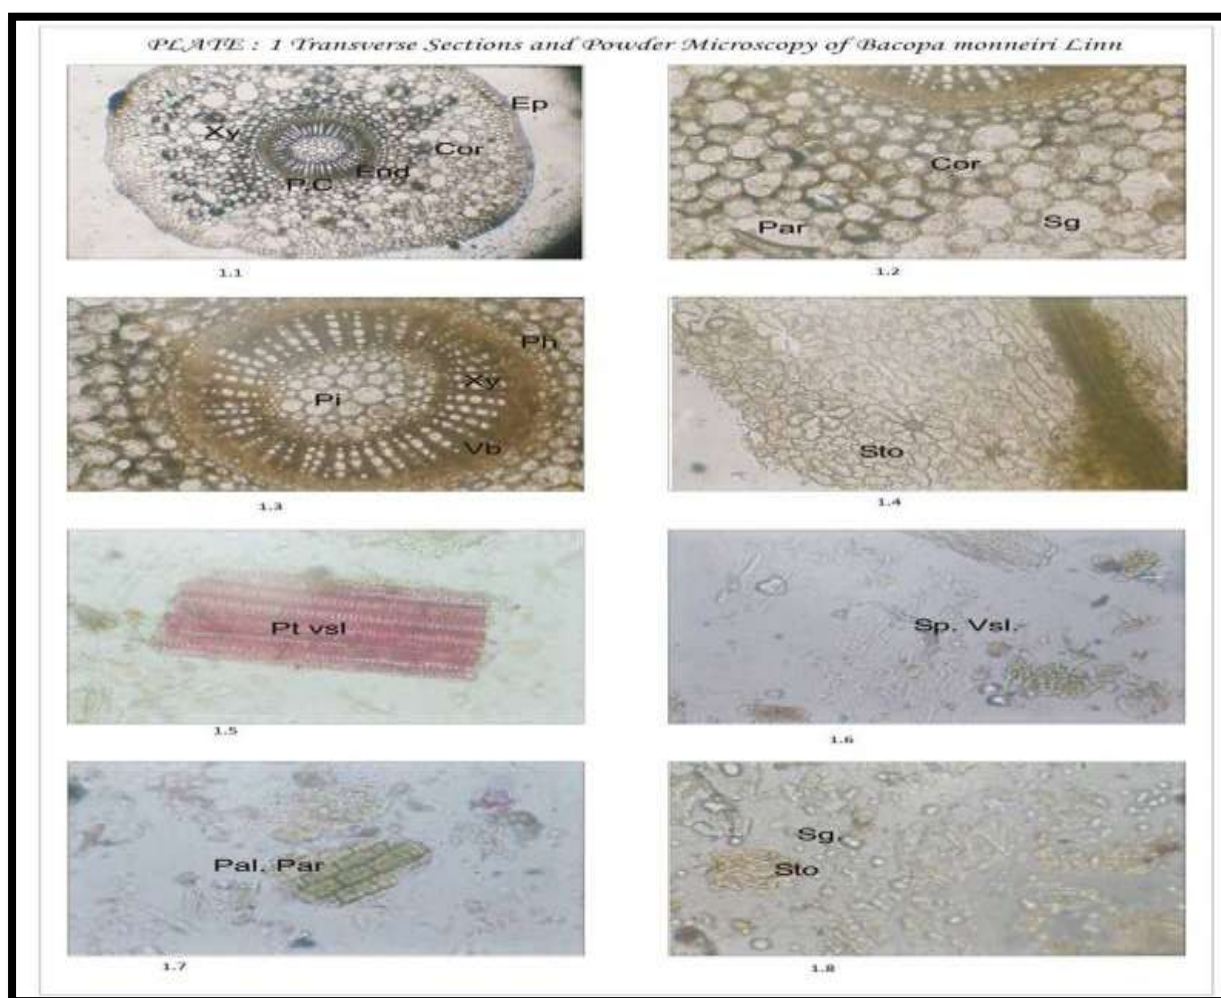 PLATE : 1 Transverse Sections and Powder Microscopy of Bacopa monneiri Linn
Ep
Xy
Cor
End
P.C
1.1
Cor
Par
Sg
1.2
Ph
Xy
Pi
Vb
1.3
Sto
1.4
Pt vsl
1.5
Sp. Vsl.
1.6
Pal. Par
1.7
Sg.
Sto
1.8